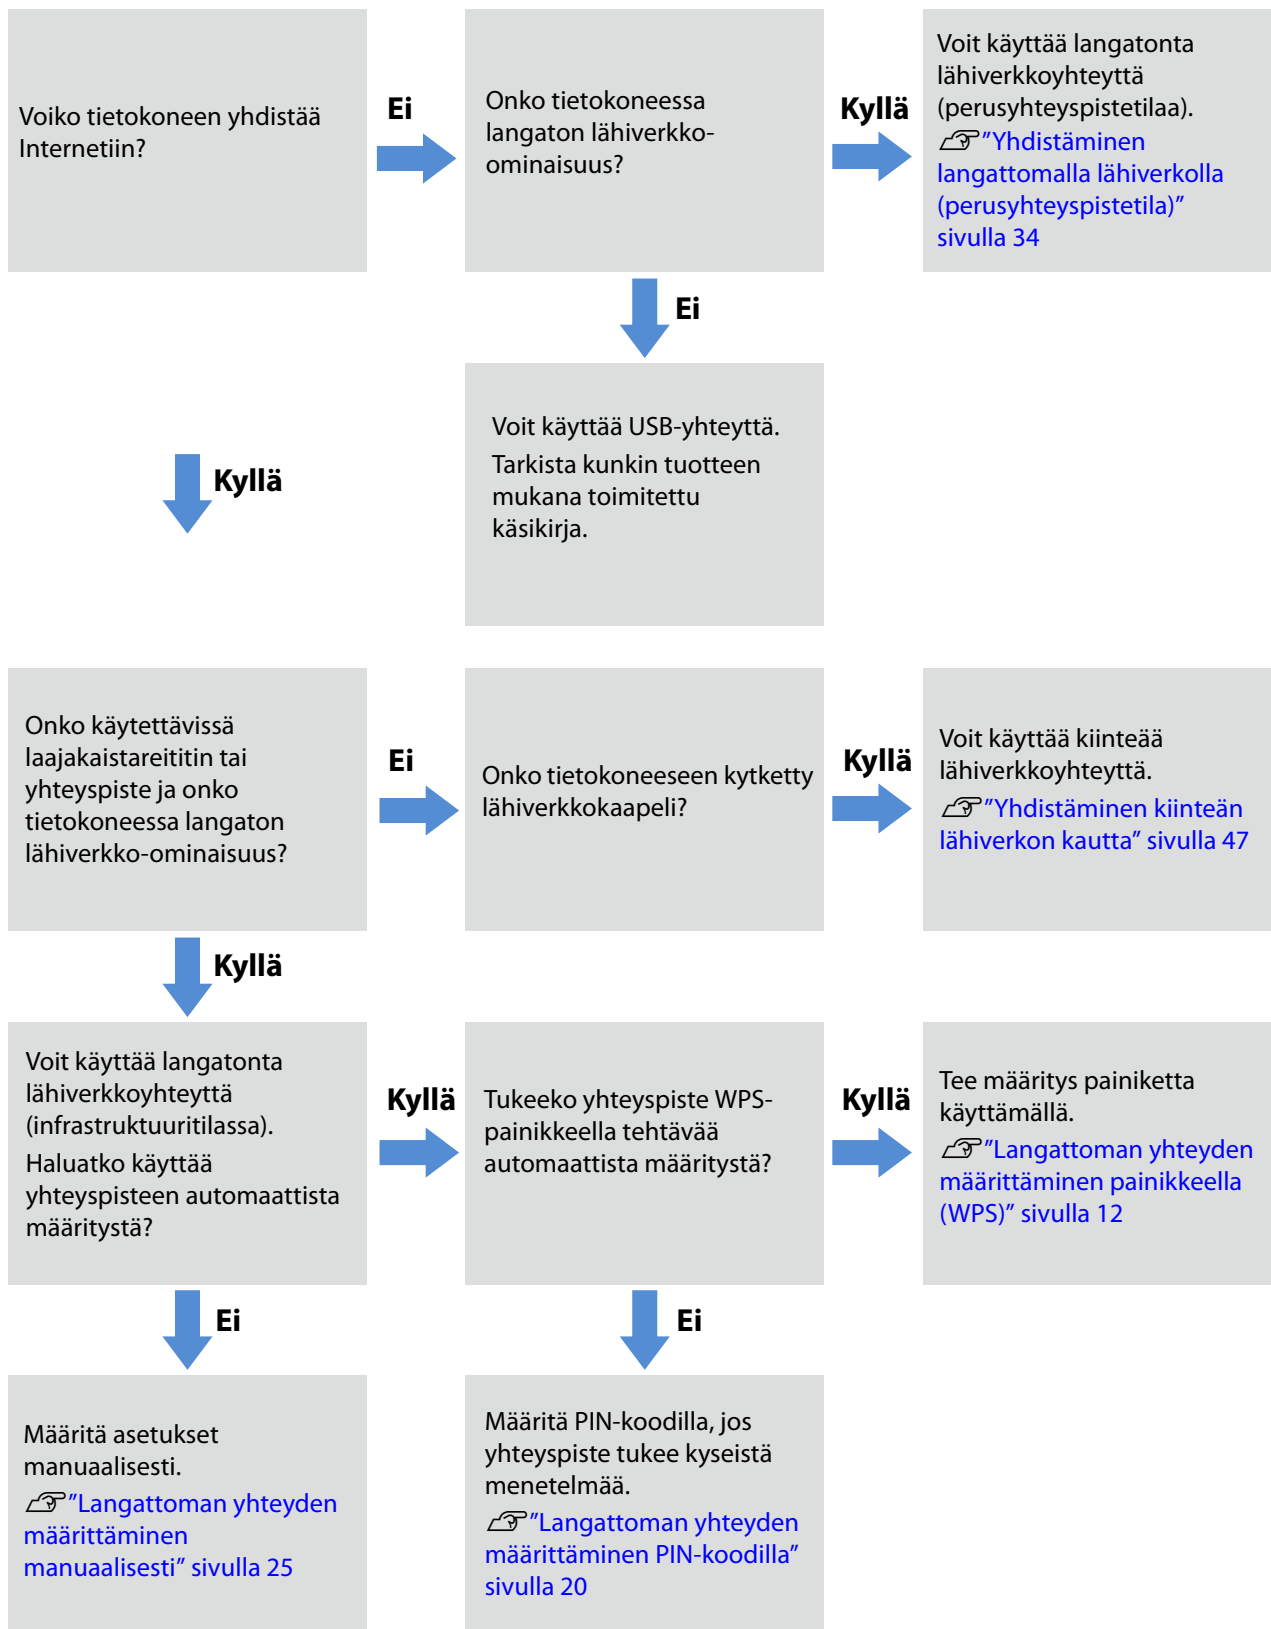 Voiko tietokoneen yhdistää
Internetiin?
Ei
Onko tietokoneessa
langaton lähiverkko-
ominaisuus?
Kyllä
Voit käyttää langatonta
lähiverkkoyhteyttä
(perusyhteyspistetilaa).
"Yhdistäminen
langattomalla lähiverkolla
(perusyhteyspistetila)"
sivulla 34
Ei
Voit käyttää USB-yhteyttä.
Tarkista kunkin tuotteen
mukana toimitettu
käsikirja.
Kyllä
Onko käytettävissä
laajakaistareititin tai
yhteyspiste ja onko
tietokoneessa langaton
lähiverkko-ominaisuus?
Ei
Onko tietokoneeseen kytketty
lähiverkkokaapeli?
Kyllä
Voit käyttää kiinteää
lähiverkkoyhteyttä.
"Yhdistäminen kiinteän
lähiverkon kautta" sivulla 47
Kyllä
Voit käyttää langatonta
lähiverkkoyhteyttä
(infrastruktuuritilassa).
Haluatko käyttää
yhteyspisteen automaattista
määritystä?
Kyllä
Tukeeko yhteyspiste WPS-
painikkeella tehtävää
automaattista määritystä?
Kyllä
Tee määritys painiketta
käyttämällä.
"Langattoman yhteyden
määrittäminen painikkeella
(WPS)" sivulla 12
Ei
Ei
Määritä asetukset
manuaalisesti.
"Langattoman yhteyden
määrittäminen
manuaalisesti" sivulla 25
Määritä PIN-koodilla, jos
yhteyspiste tukee kyseistä
menetelmää.
"Langattoman yhteyden
määrittäminen PIN-koodilla"
sivulla 20